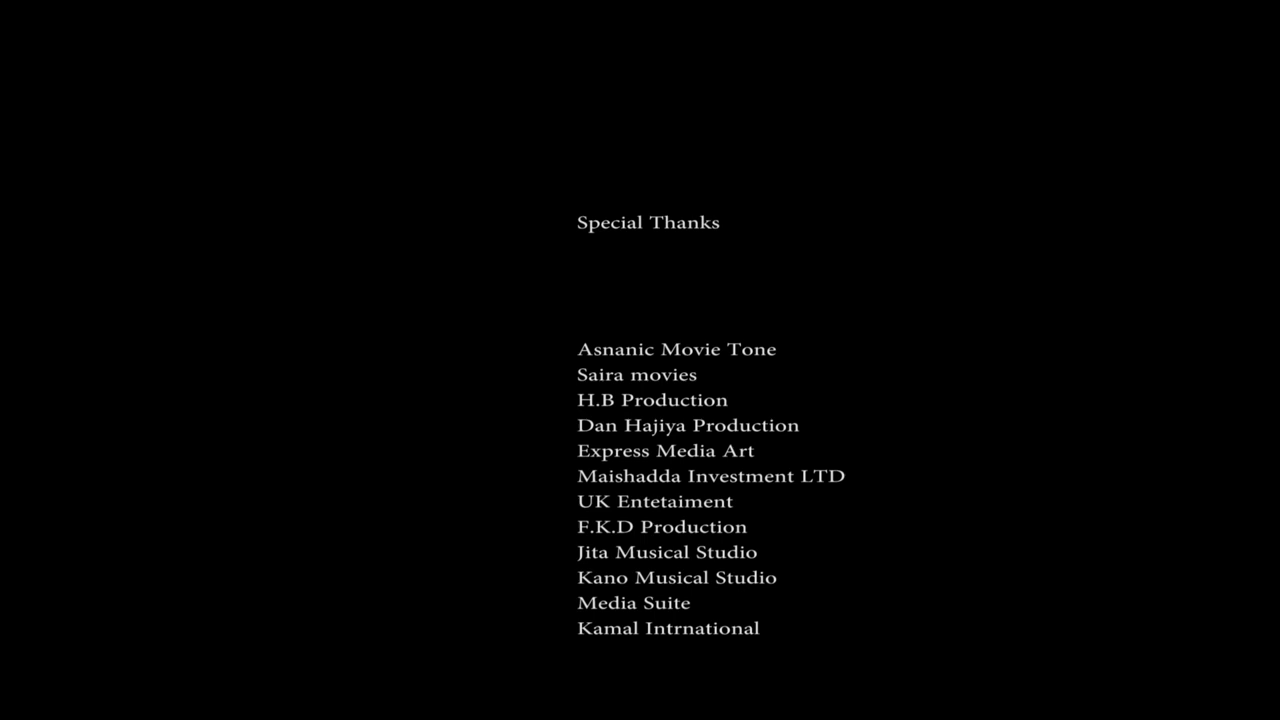 Special Thanks
Asnanic Movie Tone
Saira movies
H.B Production
Dan Hajiya Production
Express Media Art
Maishadda Investment LTD
UK Entetaiment
F.K.D Production
Jita Musical Studio
Kano Musical Studio
Media Suite
Kamal Intrnational